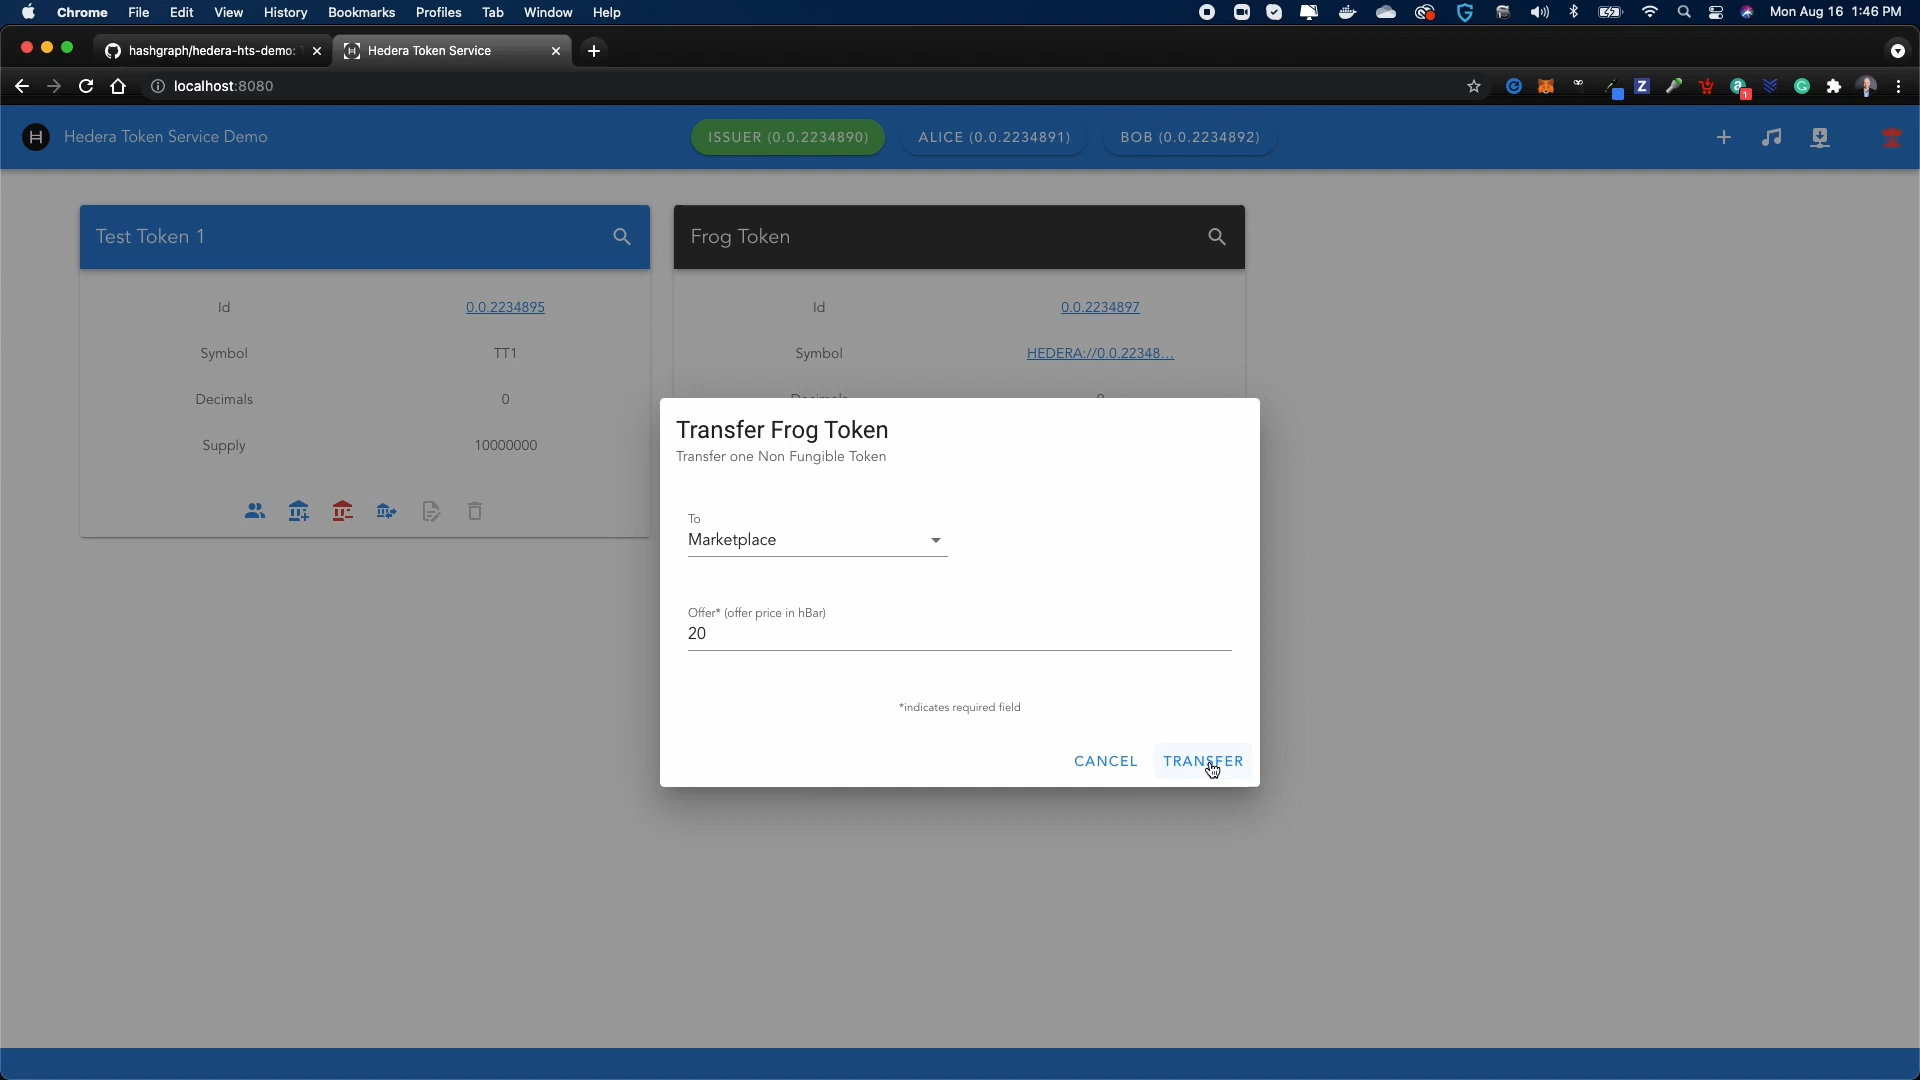 Chrome File Edit View History Bookmarks Profiles Tab Window Help Mon Aug 16 1:46 PM
hashgraph/hedera-hts-demo: Hedera Token Service
localhost:8080
Hedera Token Service Demo ISSUER (0.0.2234890) ALICE (0.0.2234891) BOB (0.0.2234892)
Test Token 1
Id 0.0.2234895
Symbol TT1
Decimals 0
Supply 10000000
Frog Token
Id 0.0.2234897
Symbol HEDERA://0.0.22348...
Decimals 0
Transfer Frog Token
Transfer one Non Fungible Token
To
Marketplace
Offer* (offer price in hBar)
20
*indicates required field
CANCEL TRANSFER